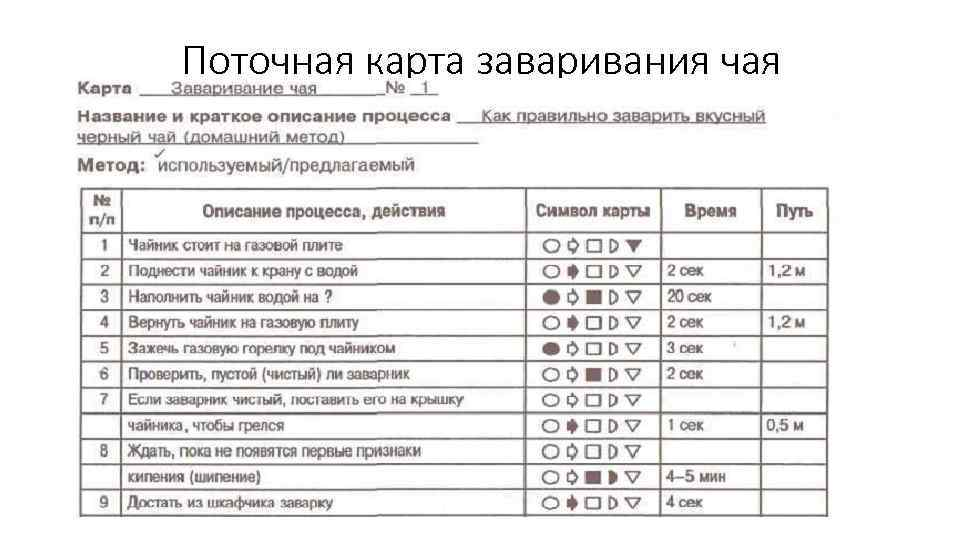 Поточная карта заваривания чая
Карта Заваривание чая № 1
Название и краткое описание процесса Как правильно заварить вкусный
черный чай (домашний метод)
Метод: ✓используемый/предлагаемый
№ п/п Описание процесса, действия Символ карты Время Путь
1 Чайник стоит на газовой плите ○ ⇨ □ D ▼
2 Поднести чайник к крану с водой ○ ➡ □ D ▽ 2 сек 1,2 м
3 Наполнить чайник водой на ? ● ⇨ ■ D ▽ 20 сек
4 Вернуть чайник на газовую плиту ○ ➡ □ D ▽ 2 сек 1,2 м
5 Зажечь газовую горелку под чайником ● ⇨ □ D ▽ 3 сек
6 Проверить, пустой (чистый) ли заварник ○ ⇨ ■ D ▽ 2 сек
7 Если заварник чистый, поставить его на крышку ○ ⇨ □ D ▽
чайника, чтобы грелся ○ ➡ □ D ▽ 1 сек 0,5 м
8 Ждать, пока не появятся первые признаки ○ ⇨ □ D ▽
кипения (шипение) ○ ⇨ ■ ◗ ▽ 4–5 мин
9 Достать из шкафчика заварку ○ ➡ □ D ▽ 4 сек